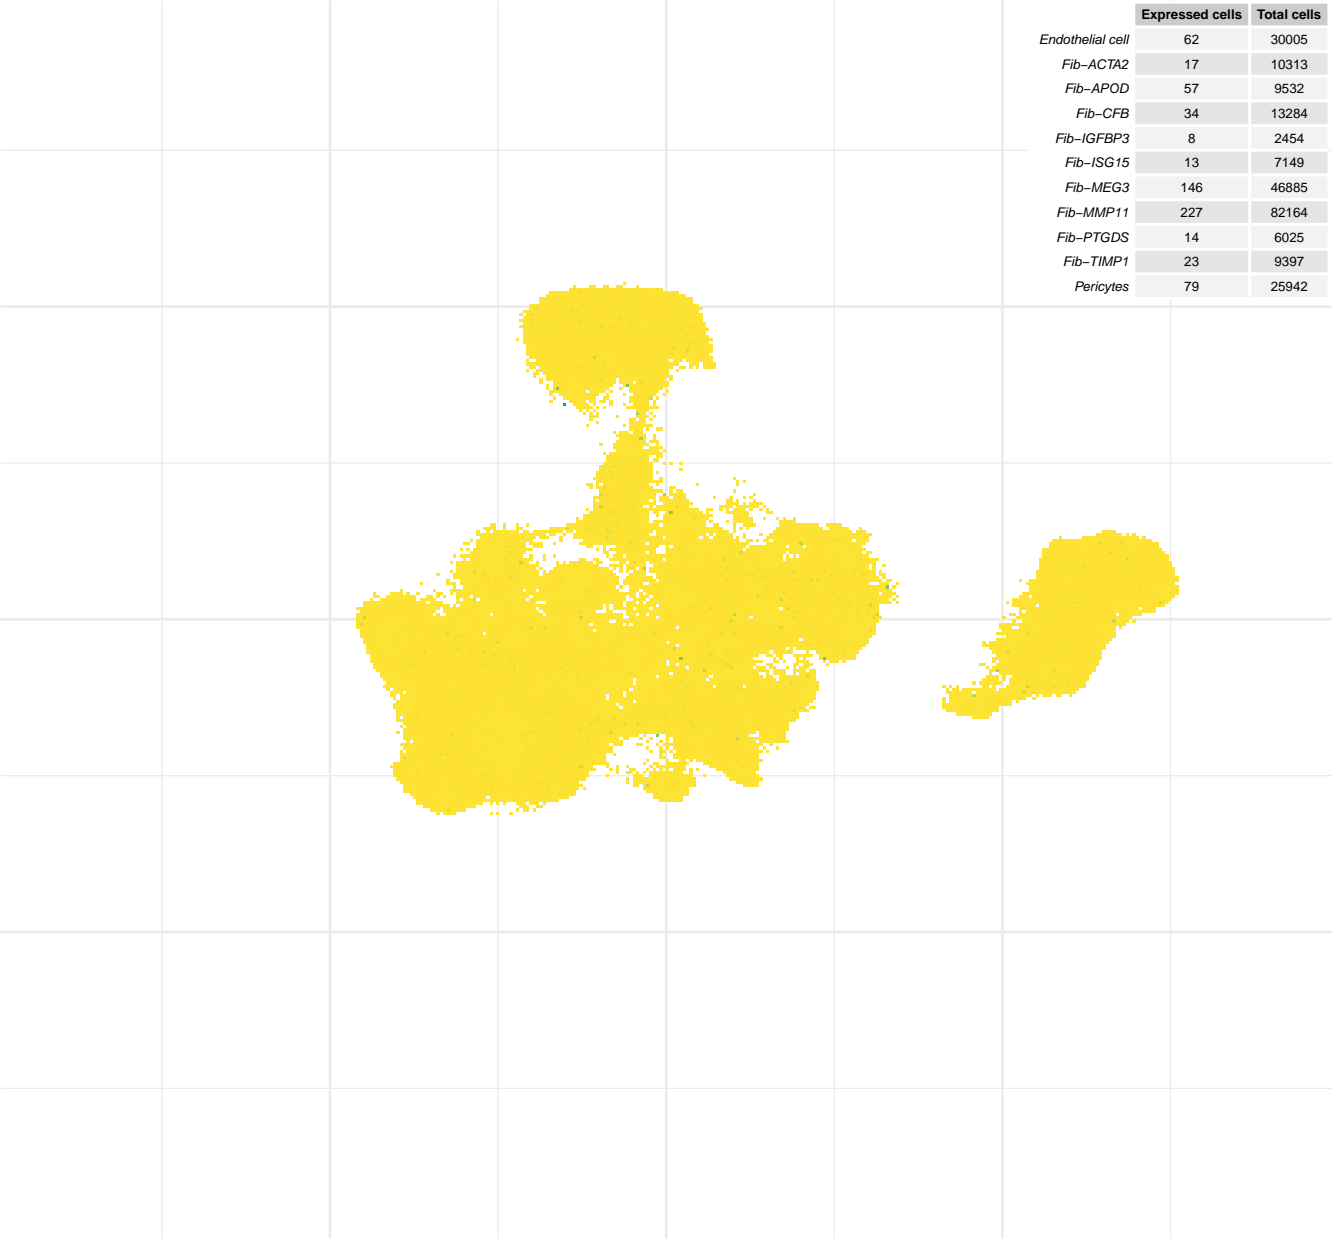 Expressed cells Total cells
Endothelial cell 62 30005
Fib−ACTA2 17 10313
Fib−APOD 57 9532
Fib−CFB 34 13284
Fib−IGFBP3 8 2454
Fib−ISG15 13 7149
Fib−MEG3 146 46885
Fib−MMP11 227 82164
Fib−PTGDS 14 6025
Fib−TIMP1 23 9397
Pericytes 79 25942